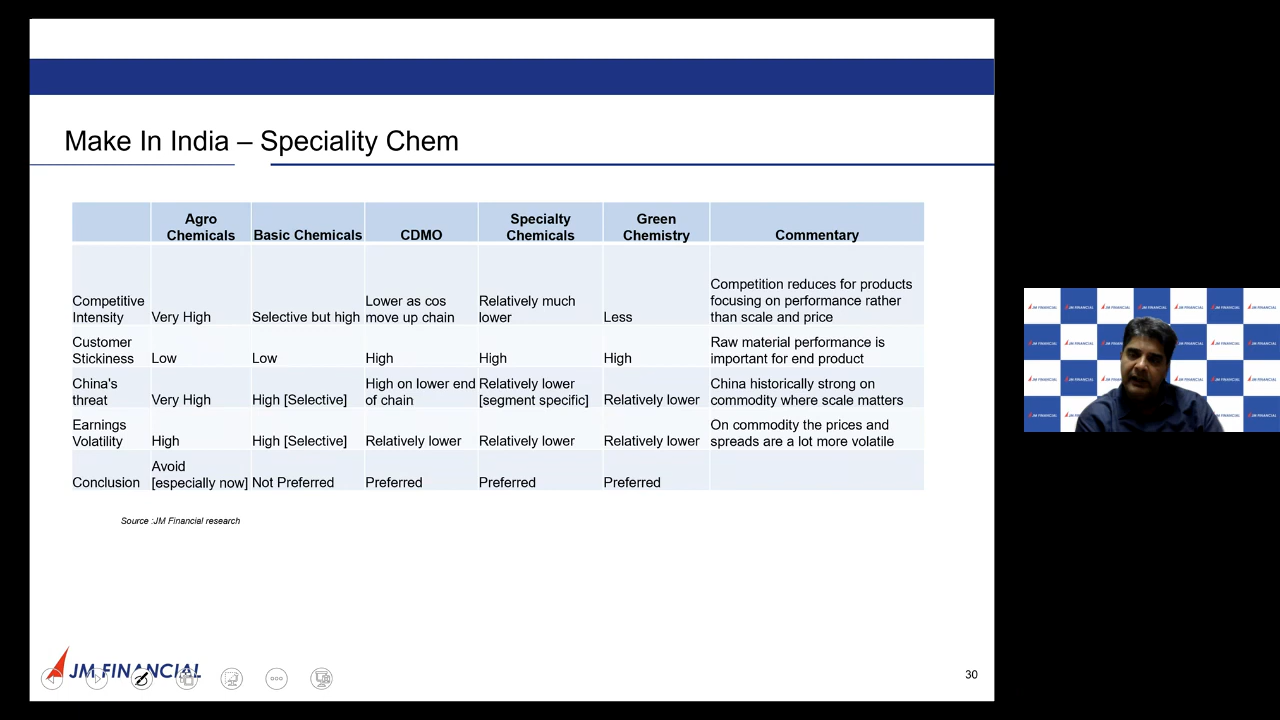 Make In India – Speciality Chem
Agro
Chemicals
Basic Chemicals
CDMO
Specialty
Chemicals
Green
Chemistry
Commentary
Competitive
Intensity
Very High
Selective but high
Lower as cos
move up chain
Relatively much
lower
Less
Competition reduces for products
focusing on performance rather
than scale and price
Customer
Stickiness
Low
Low
High
High
High
Raw material performance is
important for end product
China's
threat
Very High
High [Selective]
High on lower end
of chain
Relatively lower
[segment specific]
Relatively lower
China historically strong on
commodity where scale matters
Earnings
Volatility
High
High [Selective]
Relatively lower
Relatively lower
Relatively lower
On commodity the prices and
spreads are a lot more volatile
Conclusion
Avoid
[especially now]
Not Preferred
Preferred
Preferred
Preferred
Source :JM Financial research
JM FINANCIAL
30